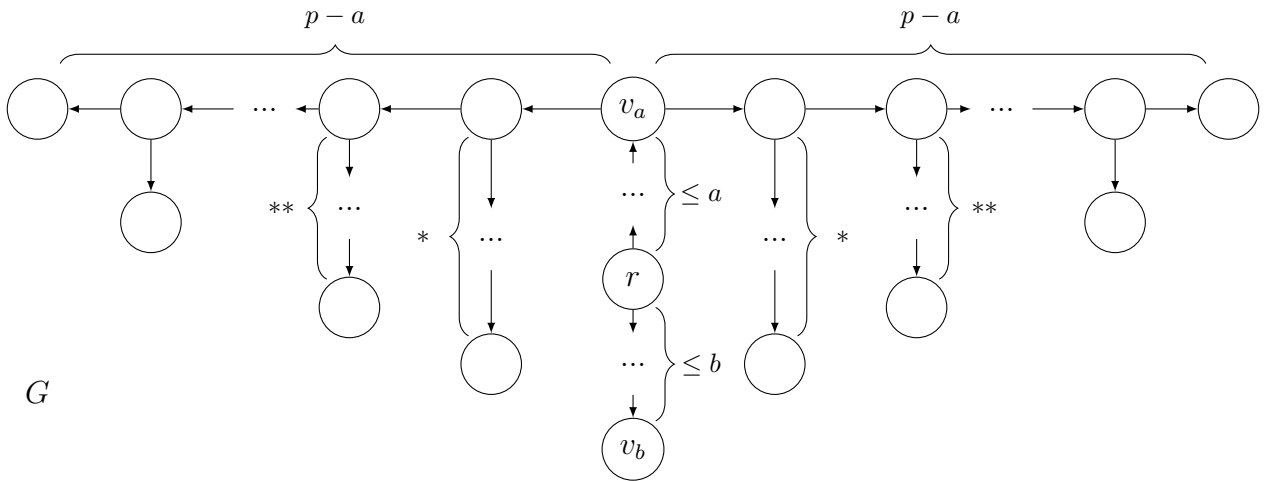 p − a p − a
... v_a ...
... ... ≤ a
** ... ... **
* ... ... *
r
... ≤ b
G
v_b